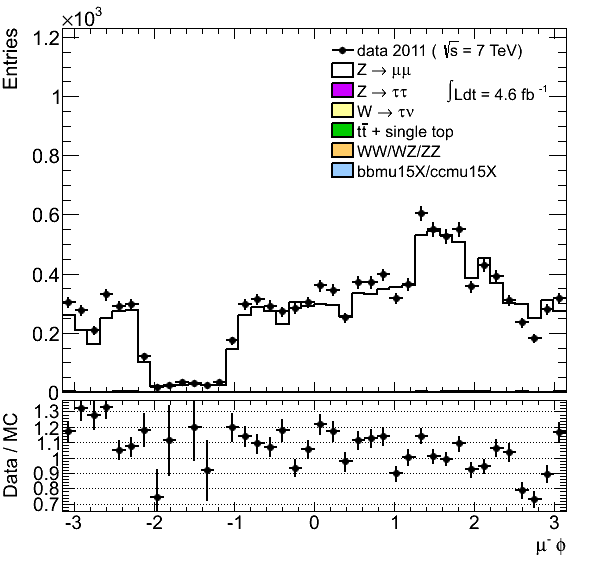 ×10³
Entries
1.2
1
0.8
0.6
0.4
0.2
0
data 2011 ( √s = 7 TeV)
Z → μμ
Z → ττ
∫Ldt = 4.6 fb⁻¹
W → τν
tt̄ + single top
WW/WZ/ZZ
bbmu15X/ccmu15X
Data / MC
1.3
1.2
1.1
1
0.9
0.8
0.7
-3 -2 -1 0 1 2 3
μ⁻ ϕ